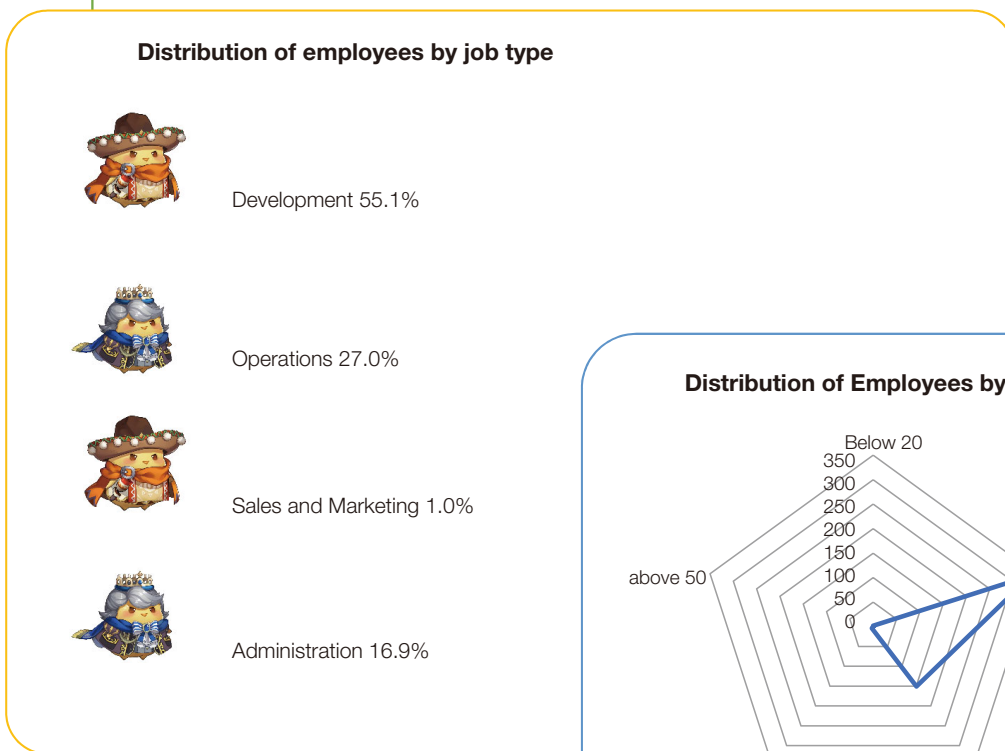 Distribution of employees by job type
Development 55.1%
Operations 27.0%
Sales and Marketing 1.0%
Administration 16.9%
Distribution of Employees by
Below 20
350
300
250
200
150
100
50
0
above 50